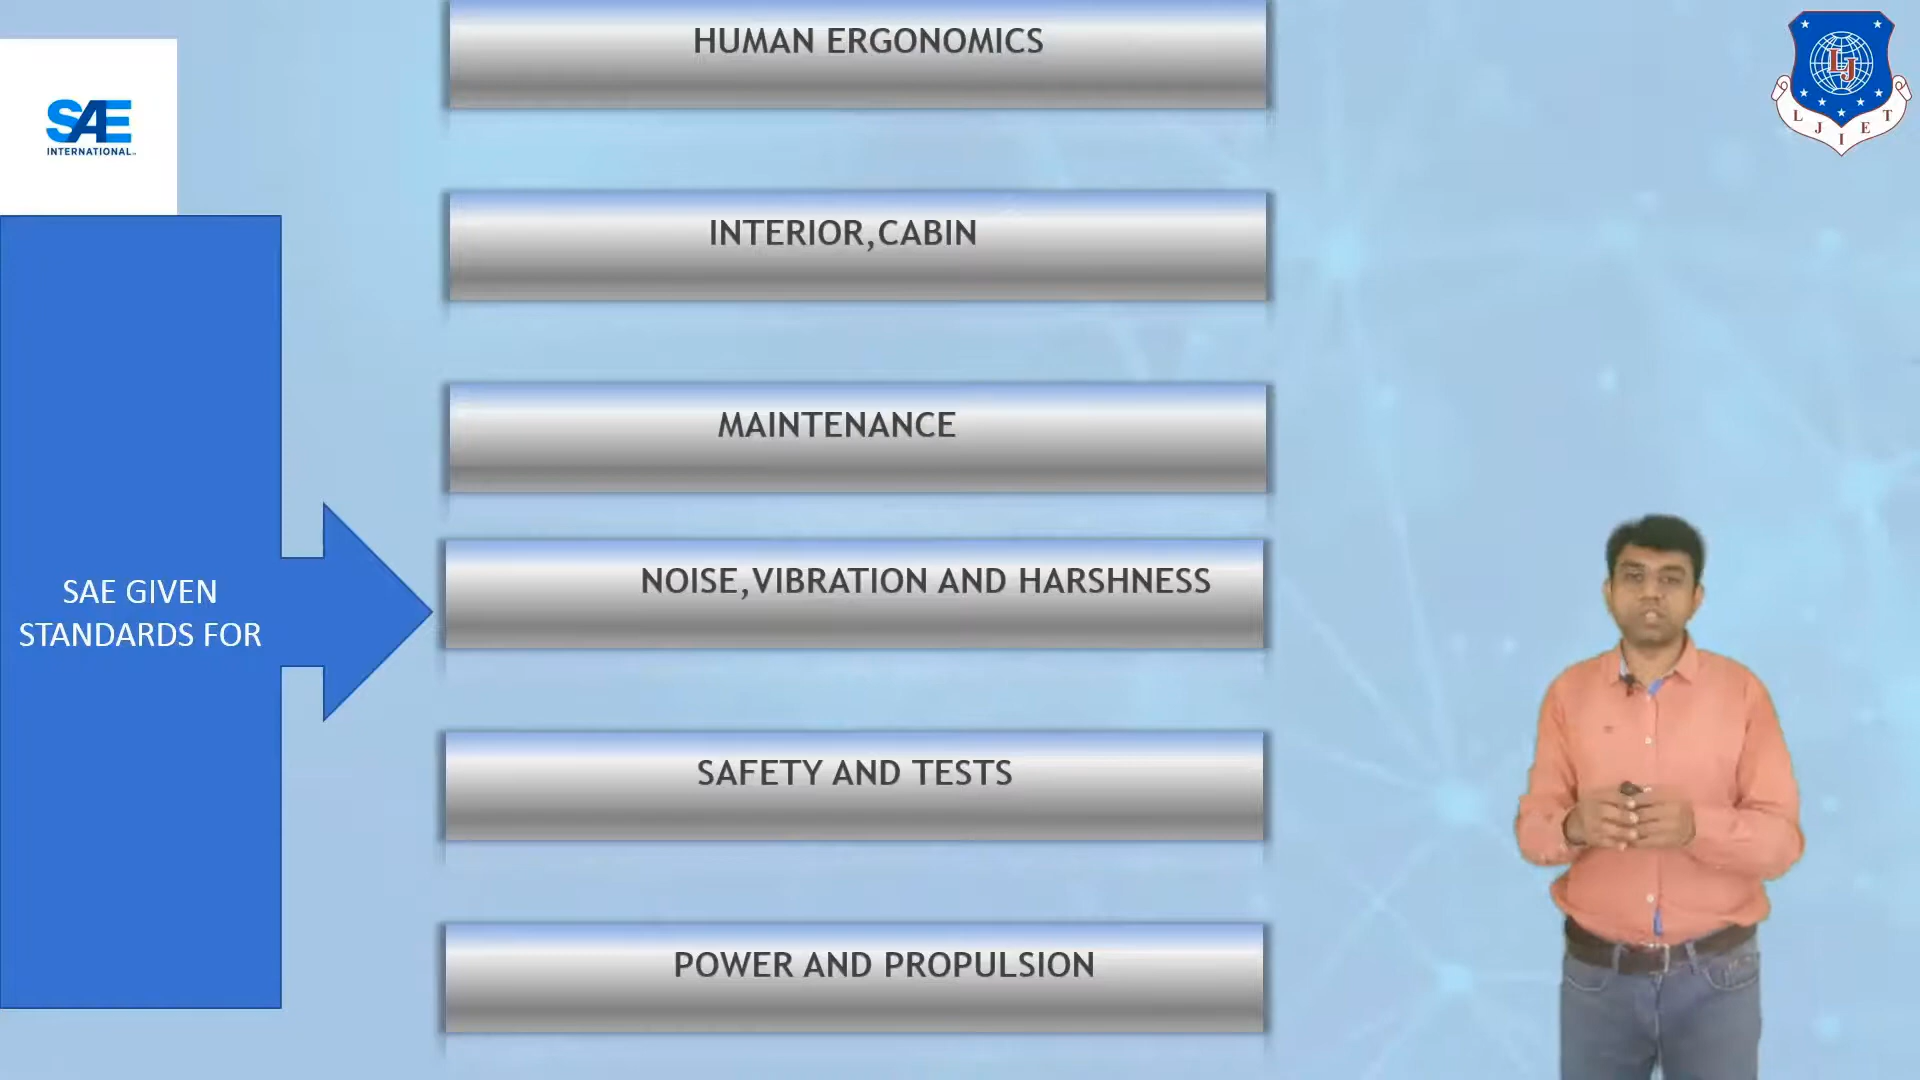 HUMAN ERGONOMICS
SAE
INTERNATIONAL
LJ
L J I E T
INTERIOR,CABIN
MAINTENANCE
SAE GIVEN
STANDARDS FOR
NOISE,VIBRATION AND HARSHNESS
SAFETY AND TESTS
POWER AND PROPULSION